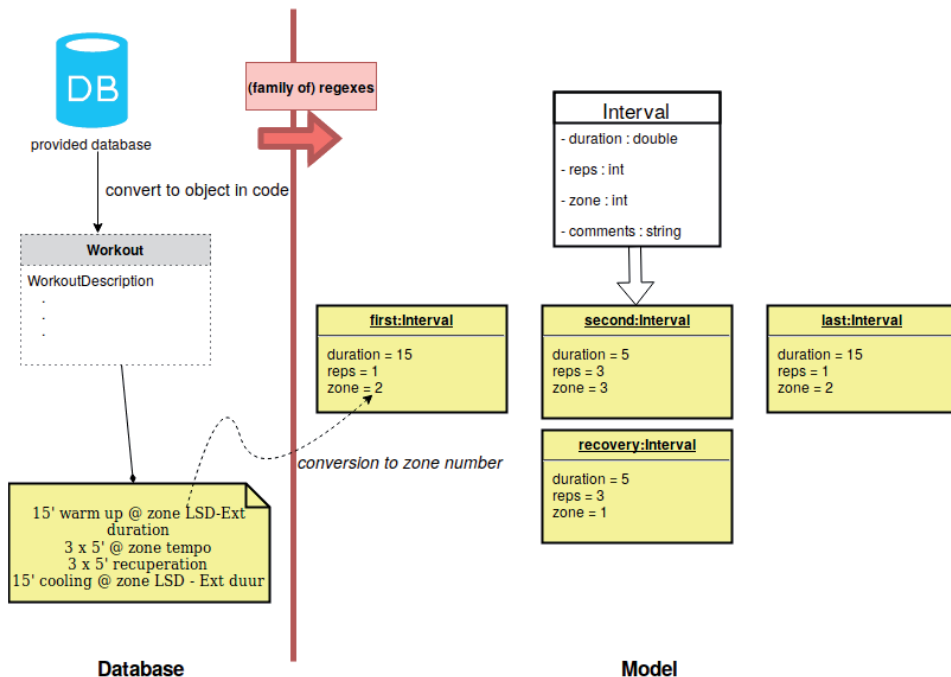 DB
provided database
convert to object in code
Workout
WorkoutDescription
.
.
.
15' warm up @ zone LSD-Ext
duration
3 x 5' @ zone tempo
3 x 5' recuperation
15' cooling @ zone LSD - Ext duur
Database
(family of) regexes
conversion to zone number
Interval
- duration : double
- reps : int
- zone : int
- comments : string
first:Interval
duration = 15
reps = 1
zone = 2
second:Interval
duration = 5
reps = 3
zone = 3
last:Interval
duration = 15
reps = 1
zone = 2
recovery:Interval
duration = 5
reps = 3
zone = 1
Model